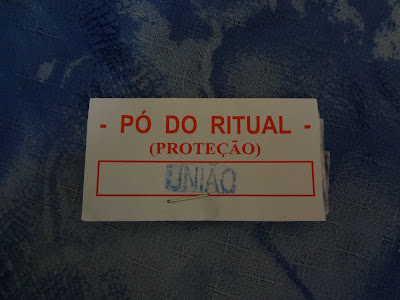 - PÓ DO RITUAL -
(PROTEÇÃO)
UNIÃO